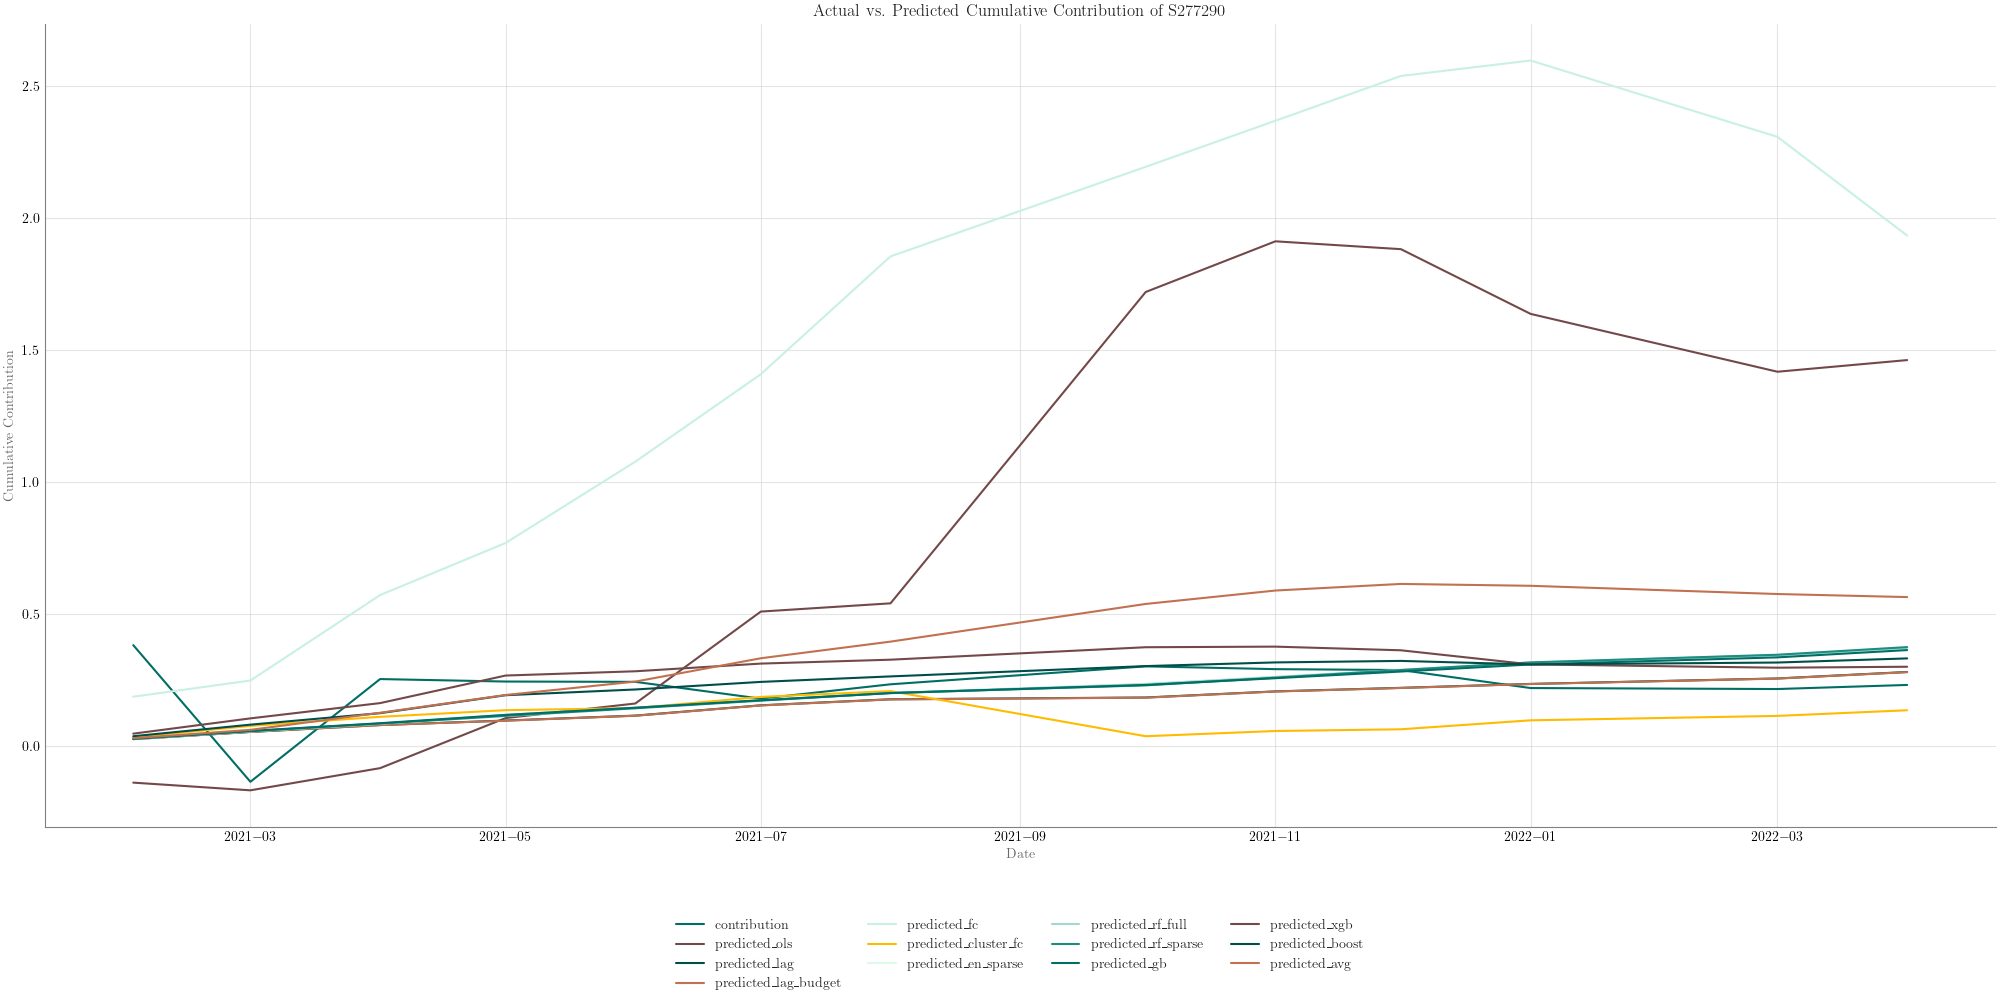 Actual vs. Predicted Cumulative Contribution of S277290
Cumulative Contribution
2.5
2.0
1.5
1.0
0.5
0.0
2021−03
2021−05
2021−07
2021−09
2021−11
2022−01
2022−03
Date
contribution
predicted_ols
predicted_lag
predicted_lag_budget
predicted_fc
predicted_cluster_fc
predicted_en_sparse
predicted_rf_full
predicted_rf_sparse
predicted_gb
predicted_xgb
predicted_boost
predicted_avg